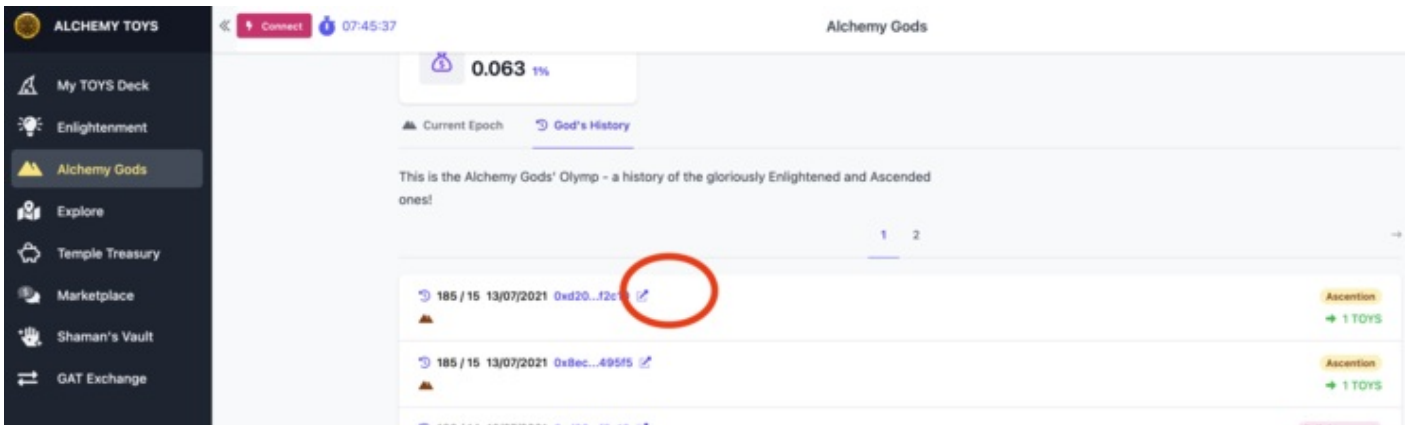 ALCHEMY TOYS
Connect
07:45:37
Alchemy Gods
My TOYS Deck
Enlightenment
Alchemy Gods
Explore
Temple Treasury
Marketplace
Shaman's Vault
GAT Exchange
0.063 1%
Current Epoch
God's History
This is the Alchemy Gods' Olymp - a history of the gloriously Enlightened and Ascended
ones!
1 2
185 / 15 13/07/2021
Ascention
→ 1 TOYS
185 / 15 13/07/2021 0x8ec...495f5
Ascention
→ 1 TOYS